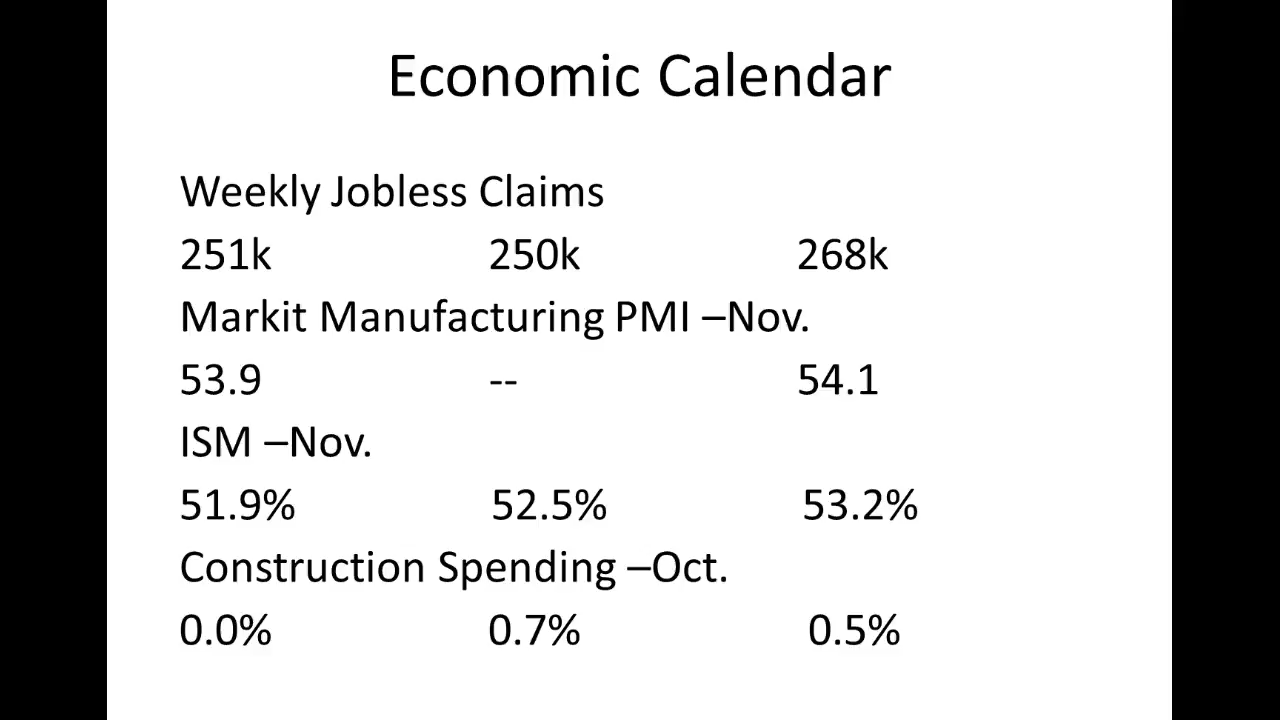 Economic Calendar
Weekly Jobless Claims
251k 250k 268k
Markit Manufacturing PMI –Nov.
53.9 -- 54.1
ISM –Nov.
51.9% 52.5% 53.2%
Construction Spending –Oct.
0.0% 0.7% 0.5%